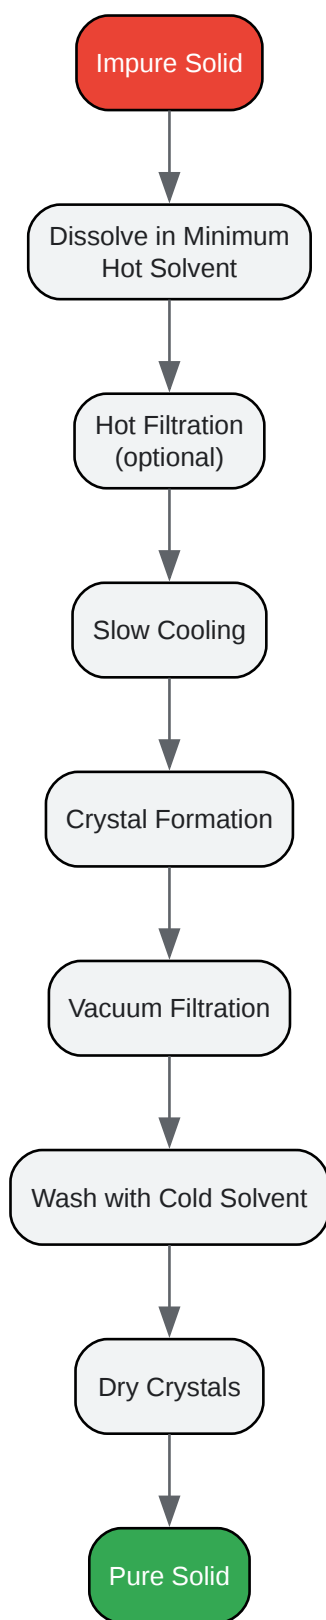 Impure Solid
Dissolve in Minimum
Hot Solvent
Hot Filtration
(optional)
Slow Cooling
Crystal Formation
Vacuum Filtration
Wash with Cold Solvent
Dry Crystals
Pure Solid